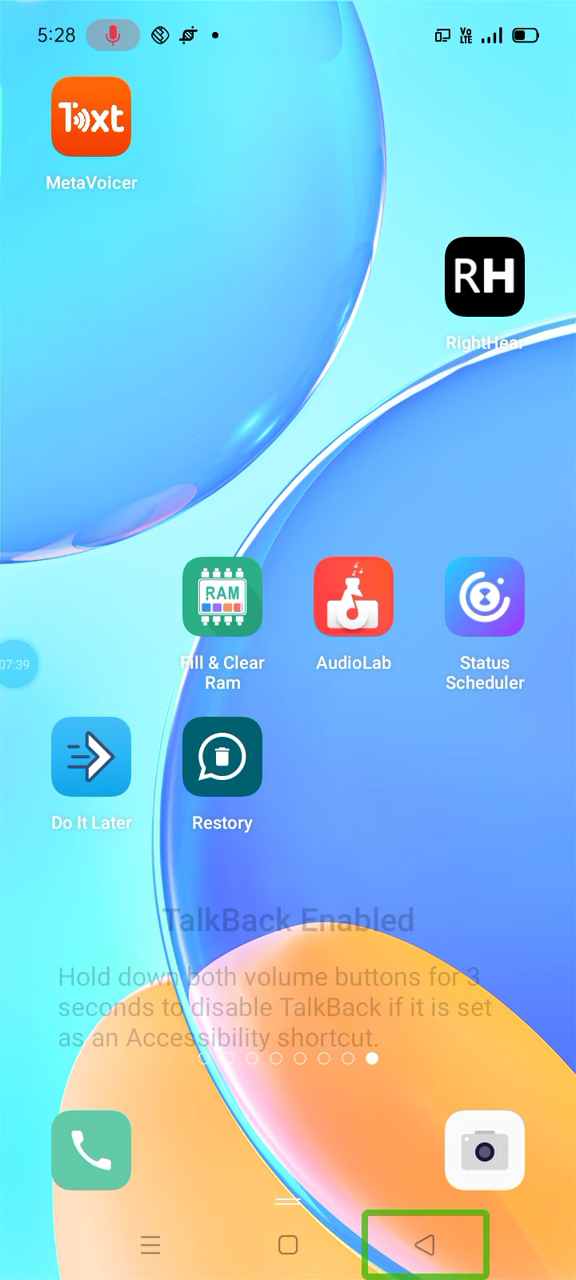 5:28
VoLTE
Text
MetaVoicer
RH
RightHear
RAM
Fill & Clear
Ram
AudioLab
Status
Scheduler
07:39
Do It Later
Restory
TalkBack Enabled
Hold down both volume buttons for 3
seconds to disable TalkBack if it is set
as an Accessibility shortcut.